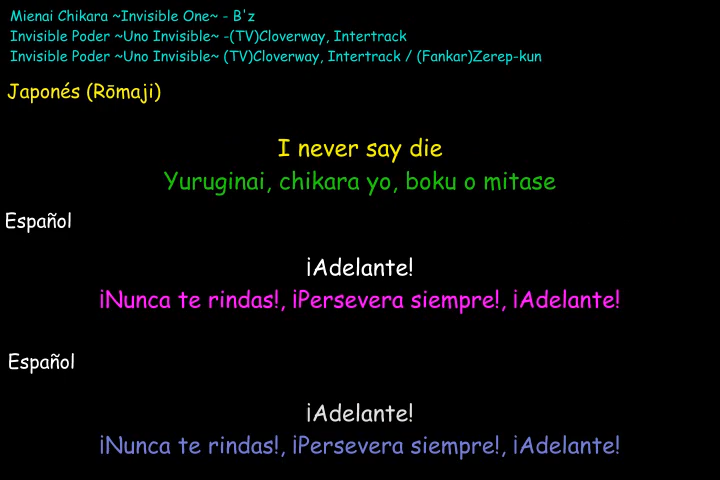 Mienai Chikara ~Invisible One~ - B'z
Invisible Poder ~Uno Invisible~ -(TV)Cloverway, Intertrack
Invisible Poder ~Uno Invisible~ (TV)Cloverway, Intertrack / (Fankar)Zerep-kun
Japonés (Rōmaji)
I never say die
Yuruginai, chikara yo, boku o mitase
Español
¡Adelante!
¡Nunca te rindas!, ¡Persevera siempre!, ¡Adelante!
Español
¡Adelante!
¡Nunca te rindas!, ¡Persevera siempre!, ¡Adelante!